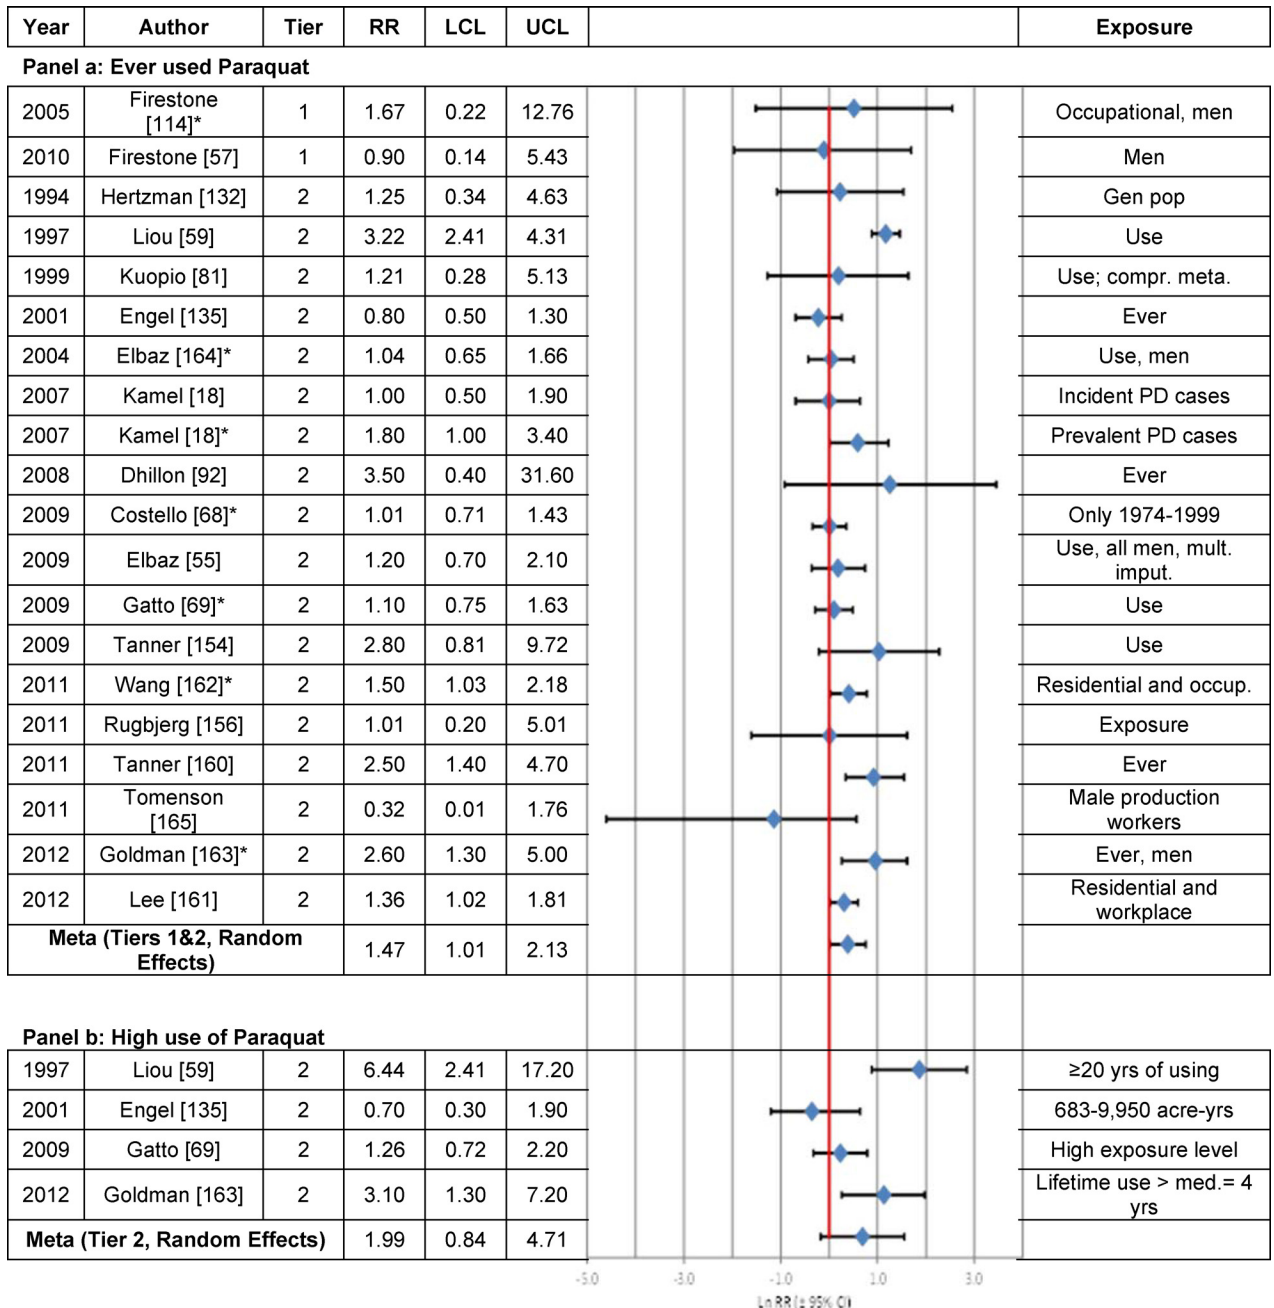 Year Author Tier RR LCL UCL Exposure
Panel a: Ever used Paraquat
2005 Firestone [114]* 1 1.67 0.22 12.76 Occupational, men
2010 Firestone [57] 1 0.90 0.14 5.43 Men
1994 Hertzman [132] 2 1.25 0.34 4.63 Gen pop
1997 Liou [59] 2 3.22 2.41 4.31 Use
1999 Kuopio [81] 2 1.21 0.28 5.13 Use; compr. meta.
2001 Engel [135] 2 0.80 0.50 1.30 Ever
2004 Elbaz [164]* 2 1.04 0.65 1.66 Use, men
2007 Kamel [18] 2 1.00 0.50 1.90 Incident PD cases
2007 Kamel [18]* 2 1.80 1.00 3.40 Prevalent PD cases
2008 Dhillon [92] 2 3.50 0.40 31.60 Ever
2009 Costello [68]* 2 1.01 0.71 1.43 Only 1974-1999
2009 Elbaz [55] 2 1.20 0.70 2.10 Use, all men, mult. imput.
2009 Gatto [69]* 2 1.10 0.75 1.63 Use
2009 Tanner [154] 2 2.80 0.81 9.72 Use
2011 Wang [162]* 2 1.50 1.03 2.18 Residential and occup.
2011 Rugbjerg [156] 2 1.01 0.20 5.01 Exposure
2011 Tanner [160] 2 2.50 1.40 4.70 Ever
2011 Tomenson [165] 2 0.32 0.01 1.76 Male production workers
2012 Goldman [163]* 2 2.60 1.30 5.00 Ever, men
2012 Lee [161] 2 1.36 1.02 1.81 Residential and workplace
Meta (Tiers 1&2, Random Effects) 1.47 1.01 2.13
Panel b: High use of Paraquat
1997 Liou [59] 2 6.44 2.41 17.20 ≥20 yrs of using
2001 Engel [135] 2 0.70 0.30 1.90 683-9,950 acre-yrs
2009 Gatto [69] 2 1.26 0.72 2.20 High exposure level
2012 Goldman [163] 2 3.10 1.30 7.20 Lifetime use > med.= 4 yrs
Meta (Tier 2, Random Effects) 1.99 0.84 4.71
-5.0 -3.0 -1.0 1.0 3.0
Ln RR (± 95% CI)